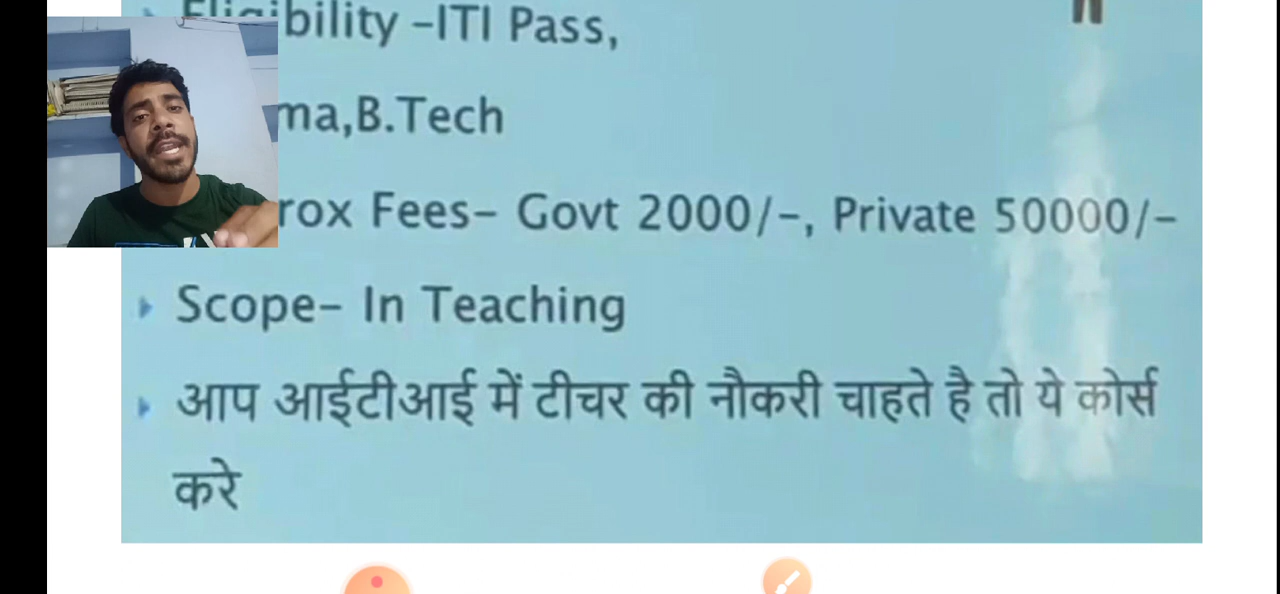 bility –ITI Pass,
ma,B.Tech
rox Fees– Govt 2000/–, Private 50000/–
Scope– In Teaching
आप आईटीआई में टीचर की नौकरी चाहते है तो ये कोर्स
करे